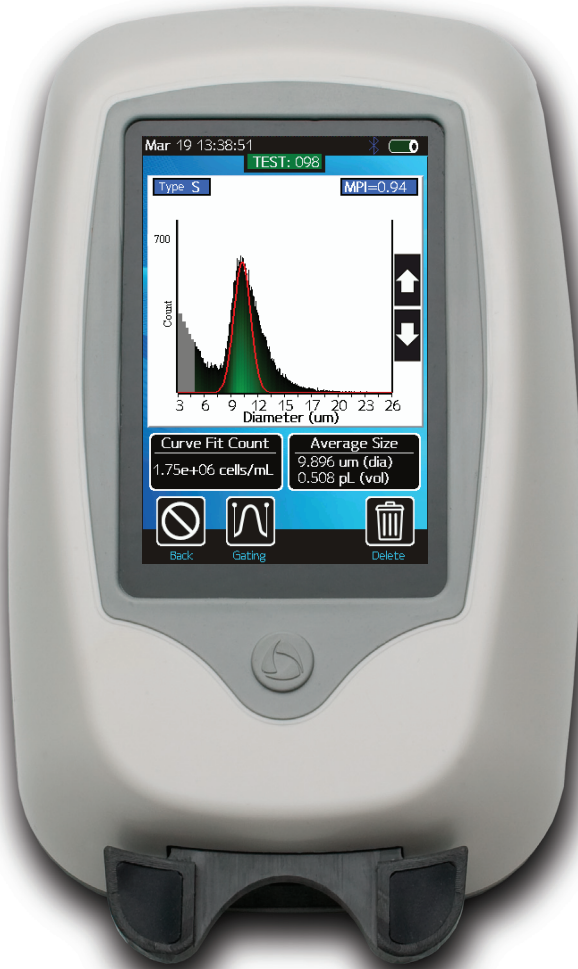 Mar 19 13:38:51
TEST: 098
Type S
MPI=0.94
700
Count
3 6 9 12 15 17 20 23 26
Diameter (um)
Curve Fit Count
1.75e+06 cells/mL
Average Size
9.896 um (dia)
0.508 pL (vol)
Back
Gating
Delete